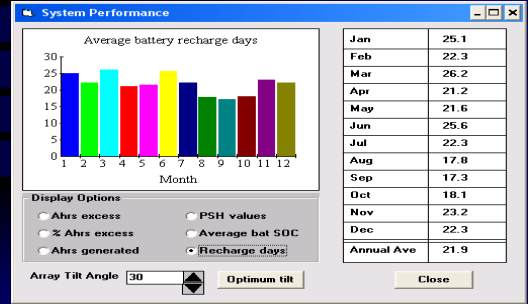 System Performance
Average battery recharge days
30
25
20
15
10
5
0
1 2 3 4 5 6 7 8 9 10 11 12
Month
Display Options
Ahrs excess
% Ahrs excess
Ahrs generated
PSH values
Average bat SOC
Recharge days
Array Tilt Angle 30
Optimum tilt
Jan 25.1
Feb 22.3
Mar 26.2
Apr 21.2
May 21.6
Jun 25.6
Jul 22.3
Aug 17.8
Sep 17.3
Oct 18.1
Nov 23.2
Dec 22.3
Annual Ave 21.9
Close